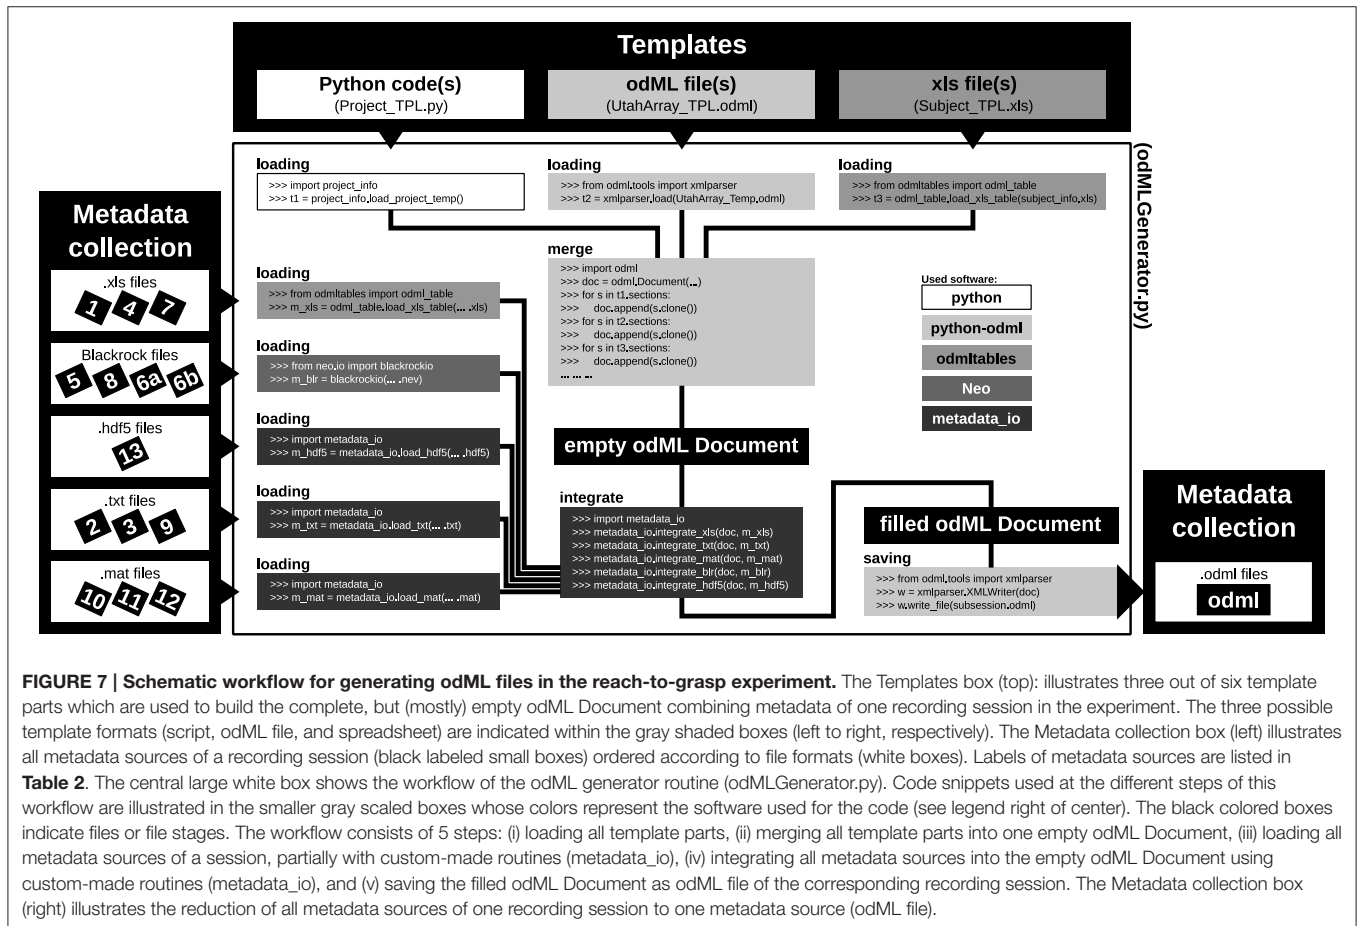 Templates
Python code(s)
(Project_TPL.py)
odML file(s)
(UtahArray_TPL.odml)
xls file(s)
(Subject_TPL.xls)
(odMLGenerator.py)
loading
>>> import project_info
>>> t1 = project_info.load_project_temp()
loading
>>> from odml.tools import xmlparser
>>> t2 = xmlparser.load(UtahArray_Temp.odml)
loading
>>> from odmltables import odml_table
>>> t3 = odml_table.load_xls_table(subject_info.xls)
Metadata
collection
.xls files
1 4 7
Blackrock files
5 8 6a 6b
.hdf5 files
13
.txt files
2 3 9
.mat files
10 11 12
loading
>>> from odmltables import odml_table
>>> m_xls = odml_table.load_xls_table(... .xls)
loading
>>> from neo.io import blackrockio
>>> m_blr = blackrockio(... .nev)
loading
>>> import metadata_io
>>> m_hdf5 = metadata_io.load_hdf5(... .hdf5)
loading
>>> import metadata_io
>>> m_txt = metadata_io.load_txt(... .txt)
loading
>>> import metadata_io
>>> m_mat = metadata_io.load_mat(... .mat)
merge
>>> import odml
>>> doc = odml.Document(...)
>>> for s in t1.sections:
>>> doc.append(s.clone())
>>> for s in t2.sections:
>>> doc.append(s.clone())
>>> for s in t3.sections:
>>> doc.append(s.clone())
... ... ...
empty odML Document
integrate
>>> import metadata_io
>>> metadata_io.integrate_xls(doc, m_xls)
>>> metadata_io.integrate_txt(doc, m_txt)
>>> metadata_io.integrate_mat(doc, m_mat)
>>> metadata_io.integrate_blr(doc, m_blr)
>>> metadata_io.integrate_hdf5(doc, m_hdf5)
Used software:
python
python-odml
odmltables
Neo
metadata_io
filled odML Document
saving
>>> from odml.tools import xmlparser
>>> w = xmlparser.XMLWriter(doc)
>>> w.write_file(subsession.odml)
Metadata
collection
.odml files
odml
FIGURE 7 | Schematic workflow for generating odML files in the reach-to-grasp experiment. The Templates box (top): illustrates three out of six template
parts which are used to build the complete, but (mostly) empty odML Document combining metadata of one recording session in the experiment. The three possible
template formats (script, odML file, and spreadsheet) are indicated within the gray shaded boxes (left to right, respectively). The Metadata collection box (left) illustrates
all metadata sources of a recording session (black labeled small boxes) ordered according to file formats (white boxes). Labels of metadata sources are listed in
Table 2. The central large white box shows the workflow of the odML generator routine (odMLGenerator.py). Code snippets used at the different steps of this
workflow are illustrated in the smaller gray scaled boxes whose colors represent the software used for the code (see legend right of center). The black colored boxes
indicate files or file stages. The workflow consists of 5 steps: (i) loading all template parts, (ii) merging all template parts into one empty odML Document, (iii) loading all
metadata sources of a session, partially with custom-made routines (metadata_io), (iv) integrating all metadata sources into the empty odML Document using
custom-made routines (metadata_io), and (v) saving the filled odML Document as odML file of the corresponding recording session. The Metadata collection box
(right) illustrates the reduction of all metadata sources of one recording session to one metadata source (odML file).